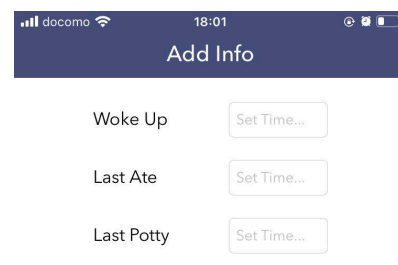 docomo 18:01
Add Info
Woke Up Set Time...
Last Ate Set Time...
Last Potty Set Time...